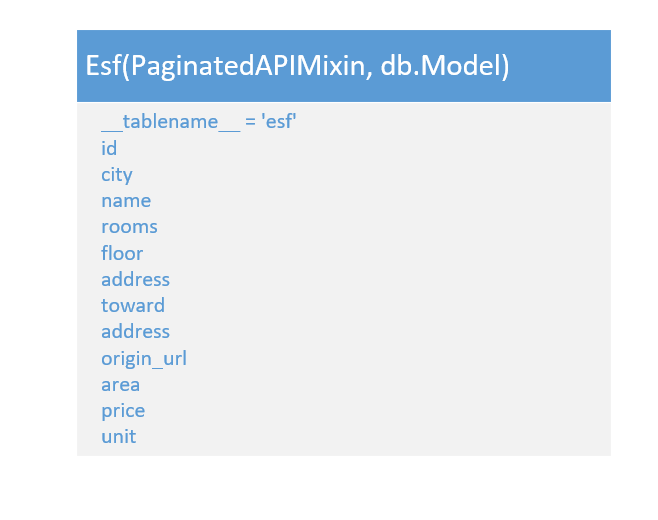 Esf(PaginatedAPIMixin, db.Model)
__tablename__ = 'esf'
id
city
name
rooms
floor
address
toward
address
origin_url
area
price
unit